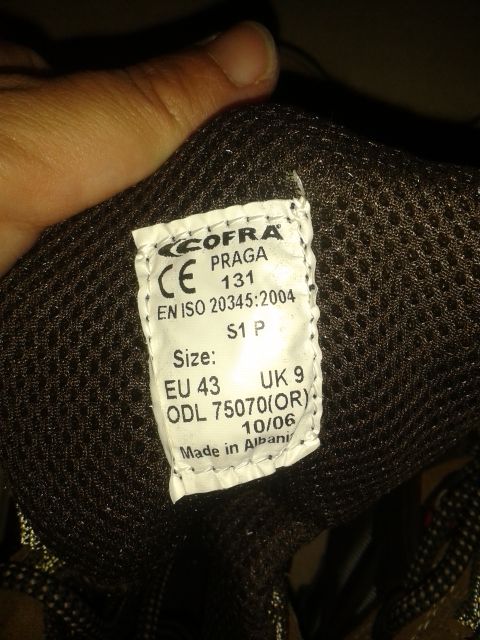 COFRA
CE PRAGA
131
EN ISO 20345:2004
S1 P
Size:
EU 43 UK 9
ODL 75070(OR)
10/06
Made in Albani